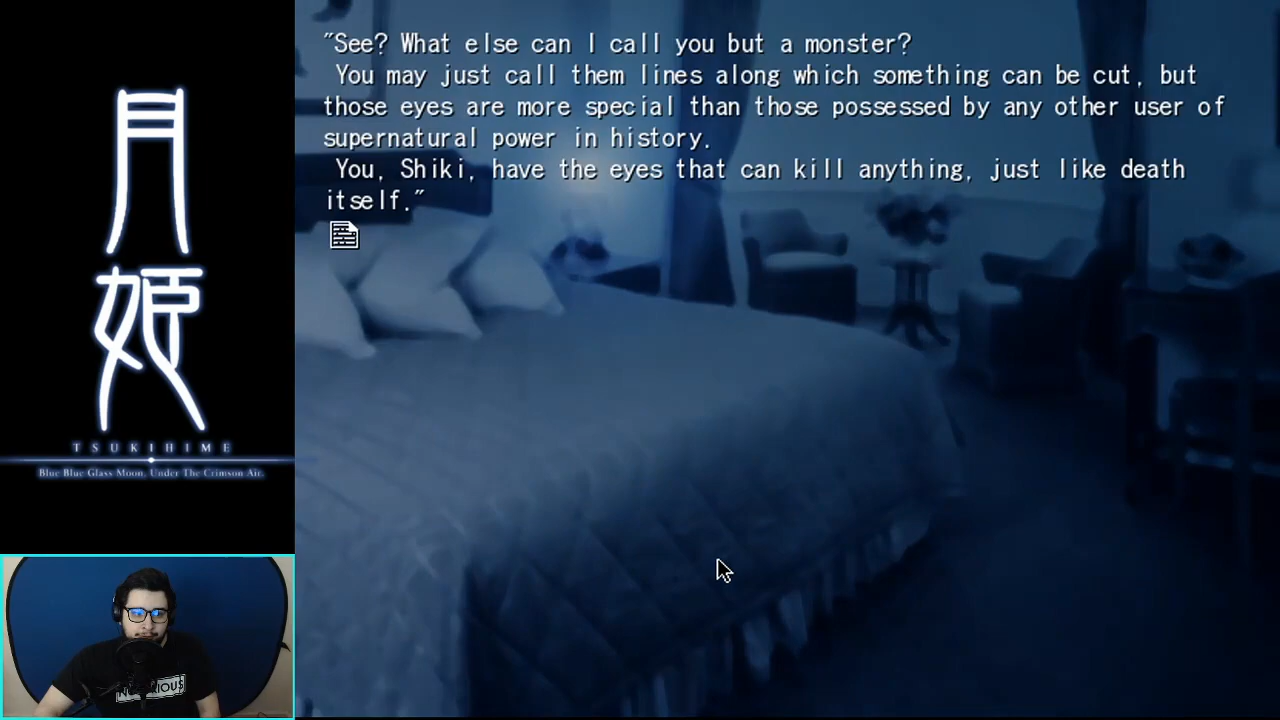 "See? What else can I call you but a monster?
You may just call them lines along which something can be cut, but
those eyes are more special than those possessed by any other user of
supernatural power in history.
You, Shiki, have the eyes that can kill anything, just like death
itself."
月
姫
TSUKIHIME
Blue Blue Glass Moon, Under The Crimson Air.